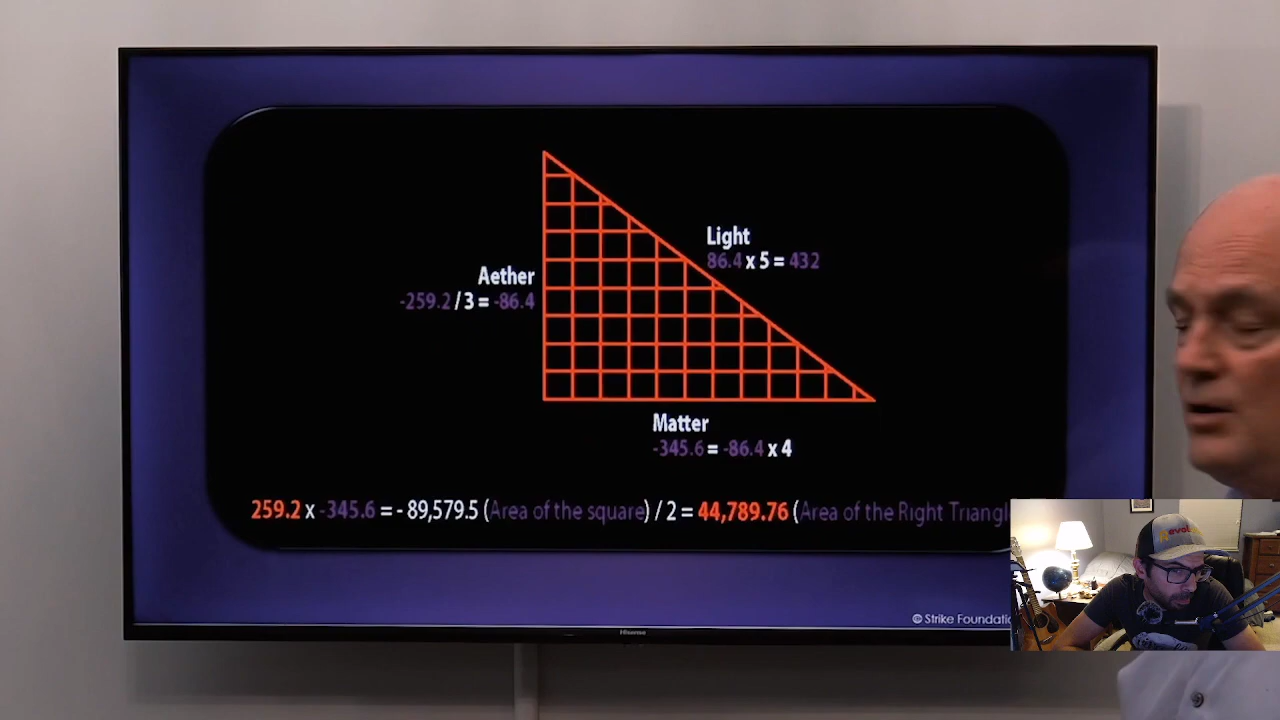 Light
86.4 x 5 = 432
Aether
-259.2 / 3 = -86.4
Matter
-345.6 = -86.4 x 4
259.2 x -345.6 = - 89,579.5 (Area of the square) / 2 = 44,789.76 (Area of the Right Triangl
Strike Foundatio
Hisense